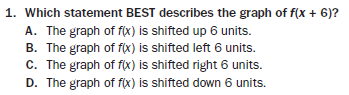 1. Which statement BEST describes the graph of f(x + 6)?
A. The graph of f(x) is shifted up 6 units.
B. The graph of f(x) is shifted left 6 units.
C. The graph of f(x) is shifted right 6 units.
D. The graph of f(x) is shifted down 6 units.